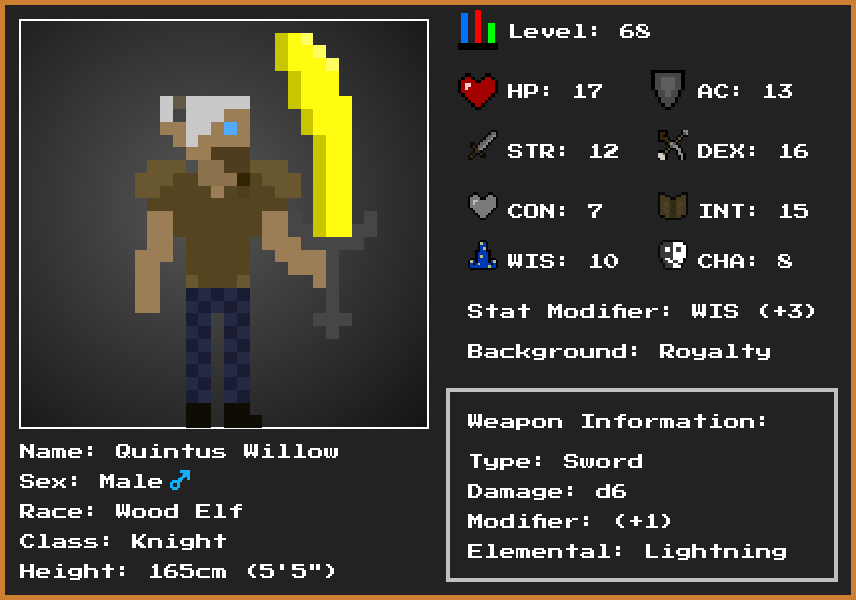 Level: 68
HP: 17
AC: 13
STR: 12
DEX: 16
CON: 7
INT: 15
WIS: 10
CHA: 8
Stat Modifier: WIS (+3)
Background: Royalty
Weapon Information:
Type: Sword
Damage: d6
Modifier: (+1)
Elemental: Lightning
Name: Quintus Willow
Sex: Male♂
Race: Wood Elf
Class: Knight
Height: 165cm (5'5")